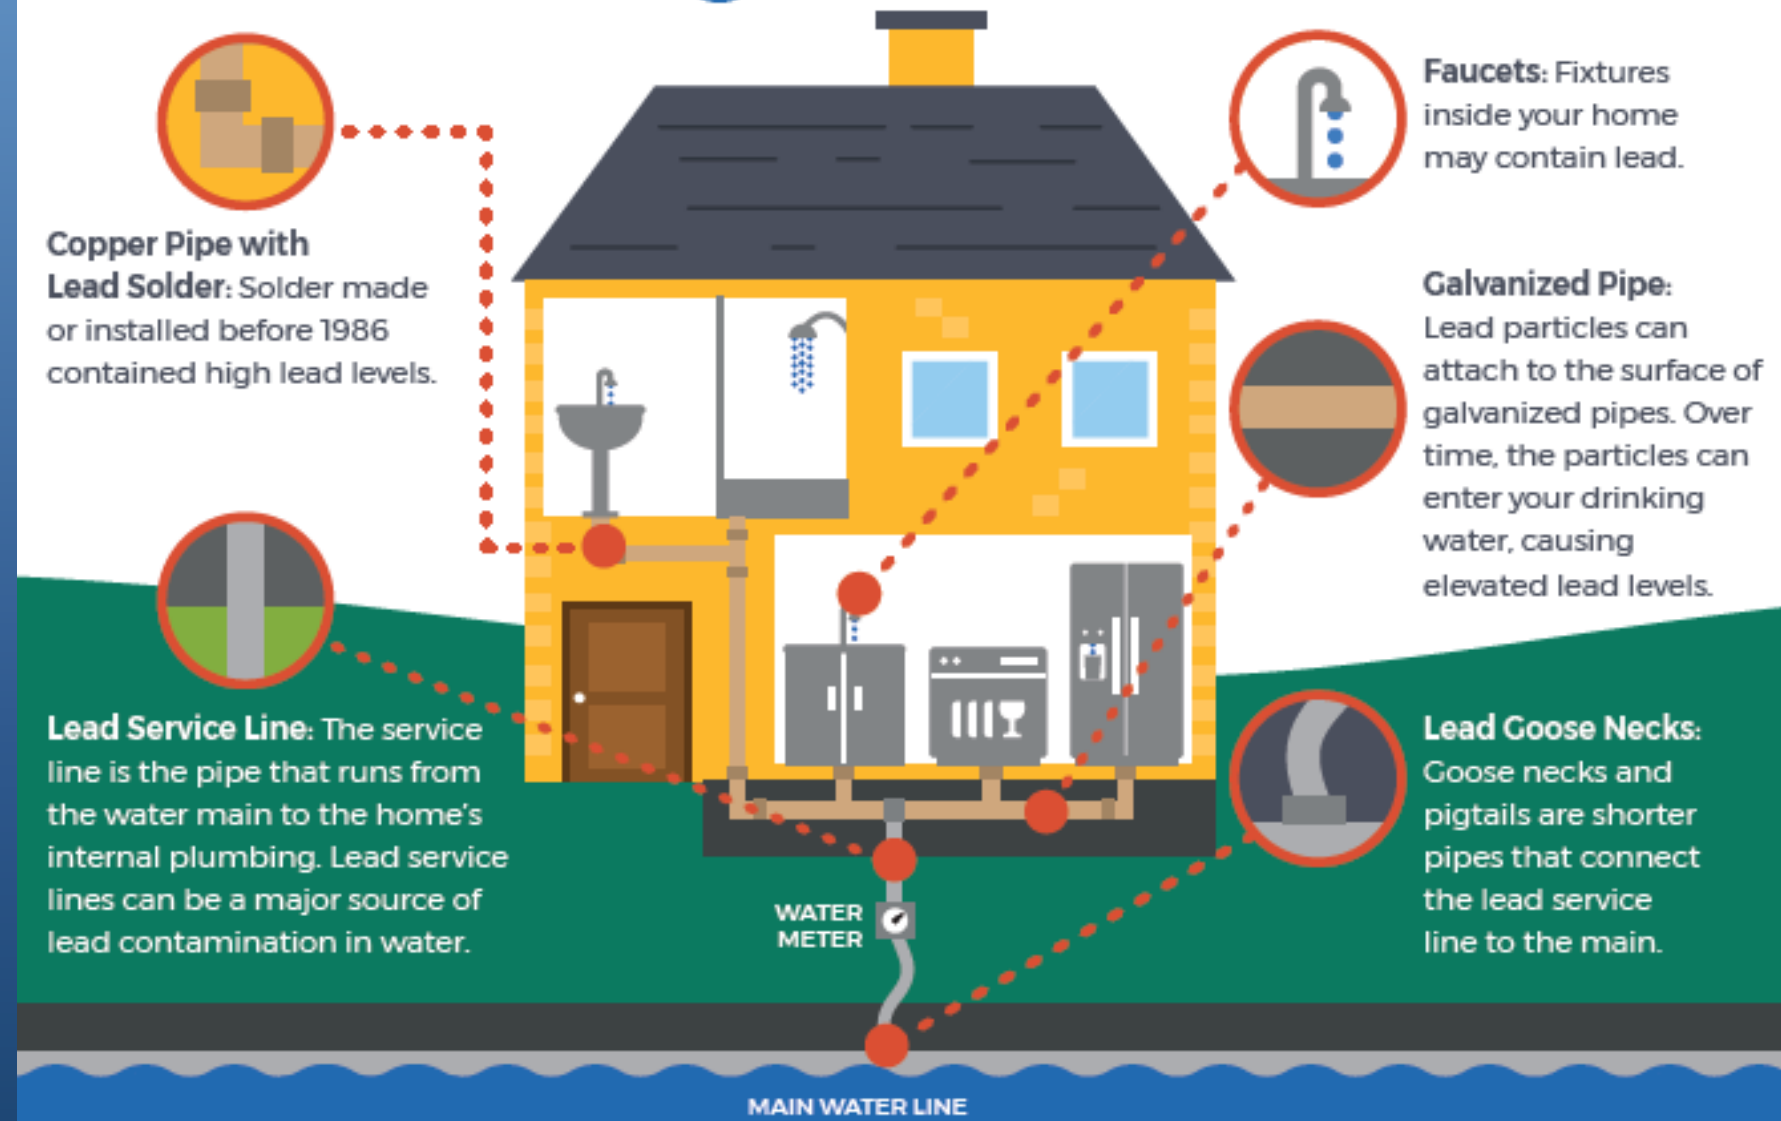 Copper Pipe with
Lead Solder: Solder made
or installed before 1986
contained high lead levels.
Lead Service Line: The service
line is the pipe that runs from
the water main to the home's
internal plumbing. Lead service
lines can be a major source of
lead contamination in water.
Faucets: Fixtures
inside your home
may contain lead.
Galvanized Pipe:
Lead particles can
attach to the surface of
galvanized pipes. Over
time, the particles can
enter your drinking
water, causing
elevated lead levels.
Lead Goose Necks:
Goose necks and
pigtails are shorter
pipes that connect
the lead service
line to the main.
WATER
METER
MAIN WATER LINE